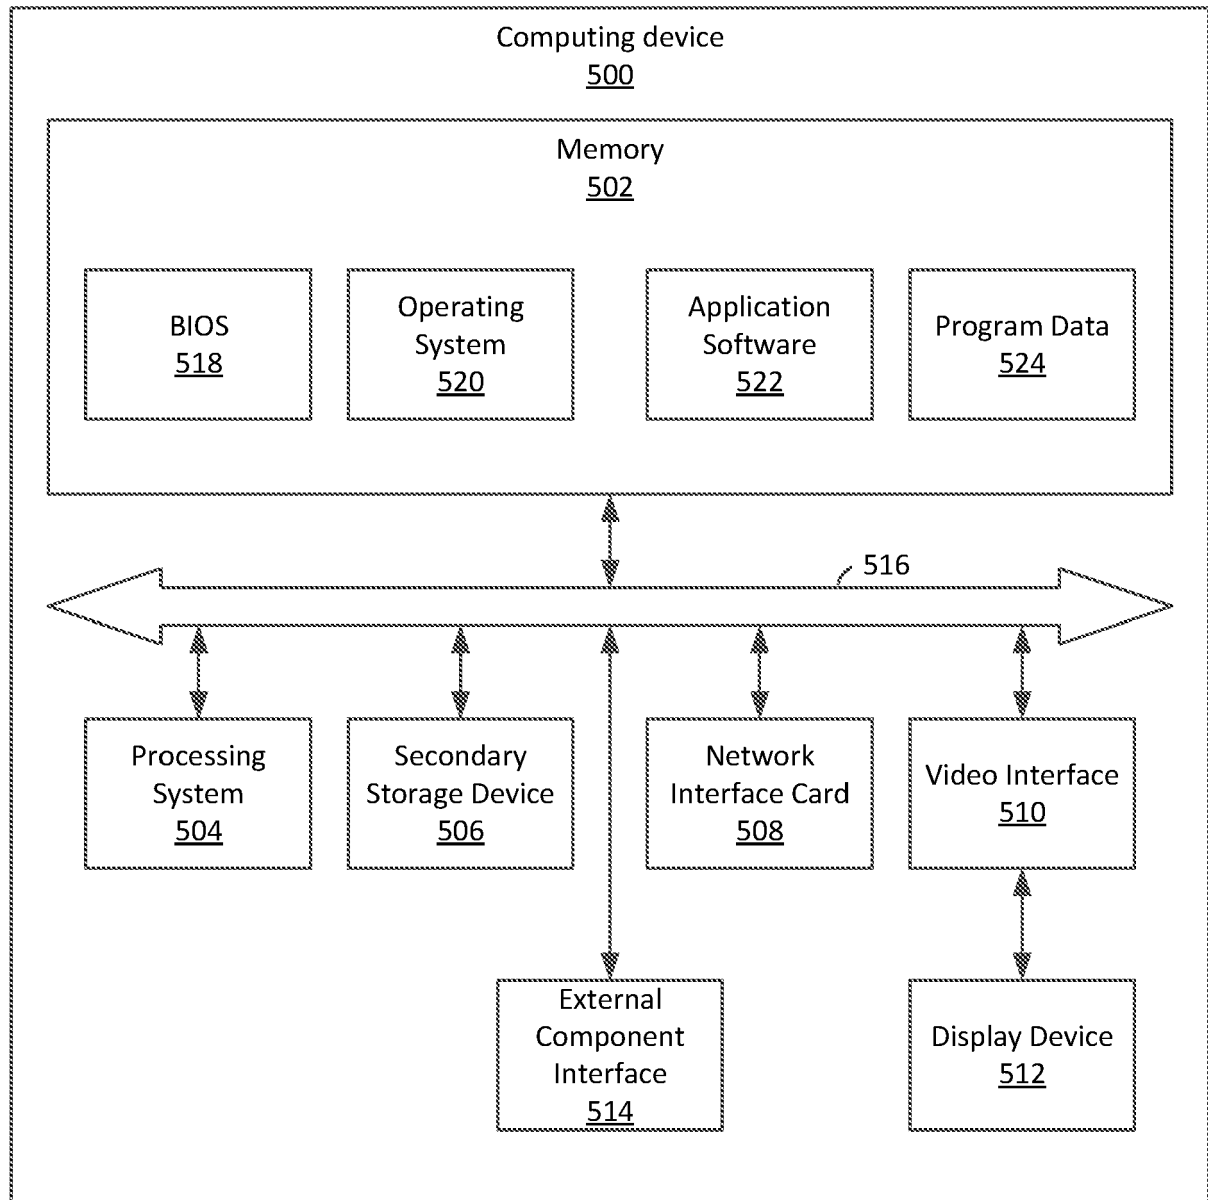 Computing device
500
Memory
502
BIOS
518
Operating
System
520
Application
Software
522
Program Data
524
516
Processing
System
504
Secondary
Storage Device
506
Network
Interface Card
508
Video Interface
510
External
Component
Interface
514
Display Device
512